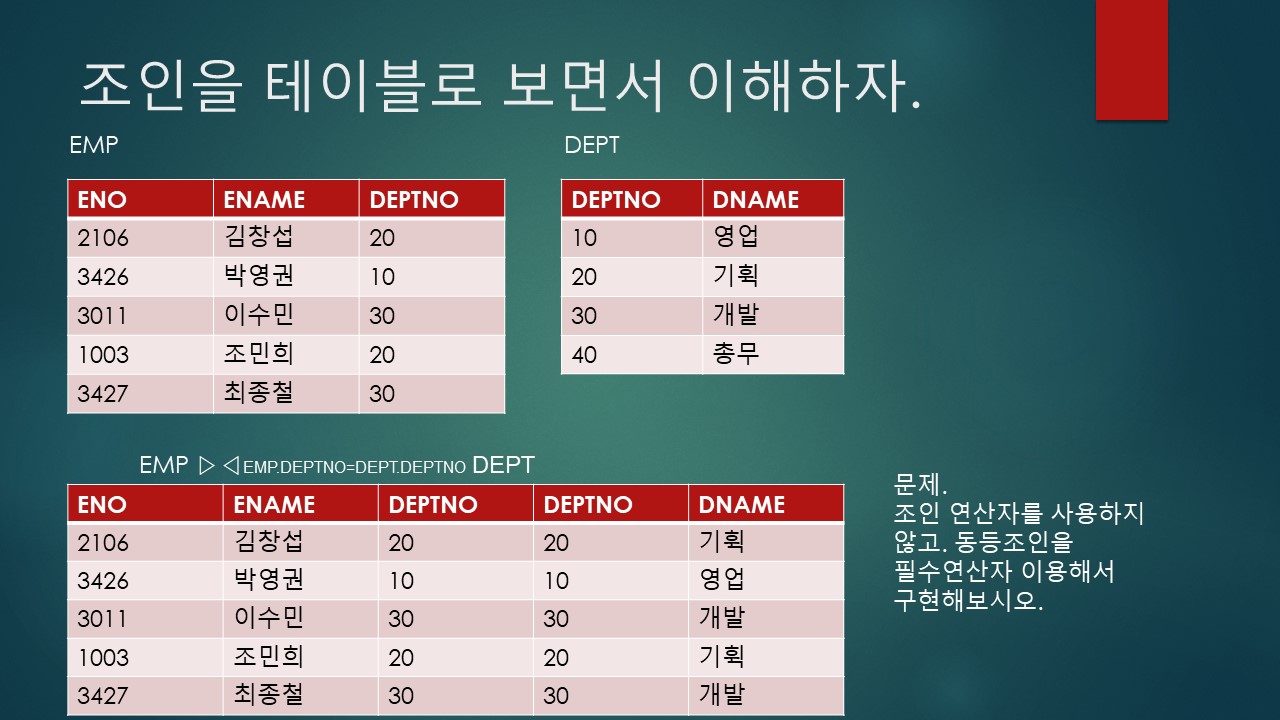 조인을 테이블로 보면서 이해하자.
EMP
ENO ENAME DEPTNO
2106 김창섭 20
3426 박영권 10
3011 이수민 30
1003 조민희 20
3427 최종철 30
DEPT
DEPTNO DNAME
10 영업
20 기획
30 개발
40 총무
EMP ▷ ◁ EMP.DEPTNO=DEPT.DEPTNO DEPT
ENO ENAME DEPTNO DEPTNO DNAME
2106 김창섭 20 20 기획
3426 박영권 10 10 영업
3011 이수민 30 30 개발
1003 조민희 20 20 기획
3427 최종철 30 30 개발
문제.
조인 연산자를 사용하지
않고. 동등조인을
필수연산자 이용해서
구현해보시오.